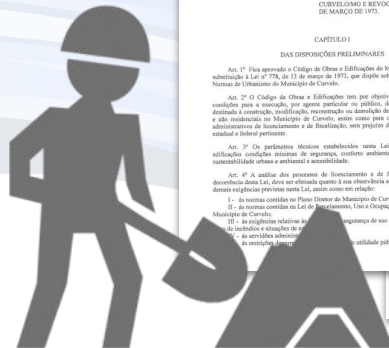 CURVELO/MG E REVOG
DE MARÇO DE 1973.
CAPÍTULO I
DAS DISPOSIÇÕES PRELIMINARES
Art. 1º Fica aprovado o Código de Obras e Edificações do M
substituição à Lei nº 778, de 13 de março de 1973, que dispõe sob
Normas de Urbanismo do Município de Curvelo.
Art. 2º O Código de Obras e Edificações tem por objetiv
condições para a execução, por agente particular ou público, de
destinado à construção, modificação, reconstrução ou demolição de
e não residenciais no Município de Curvelo, assim como para o
administrativos de licenciamento e de fiscalização, sem prejuízo d
estadual e federal pertinente.
Art. 3º Os parâmetros técnicos estabelecidos nesta Lei
edificações condições mínimas de segurança, conforto ambienta
sustentabilidade urbana e ambiental e acessibilidade.
Art. 4º A análise dos processos de licenciamento e de f
decorrência desta Lei, deve ser efetuada quanto à sua observância a
demais exigências previstas nesta Lei, assim como em relação:
I - às normas contidas no Plano Diretor do Município de Cur
II - às normas contidas na Lei de Parcelamento, Uso e Ocupaç
Município de Curvelo;
III - às exigências relativas às segurança de uso
de incêndios e situações de
IV - às servidões administ
às restrições utilidade púb